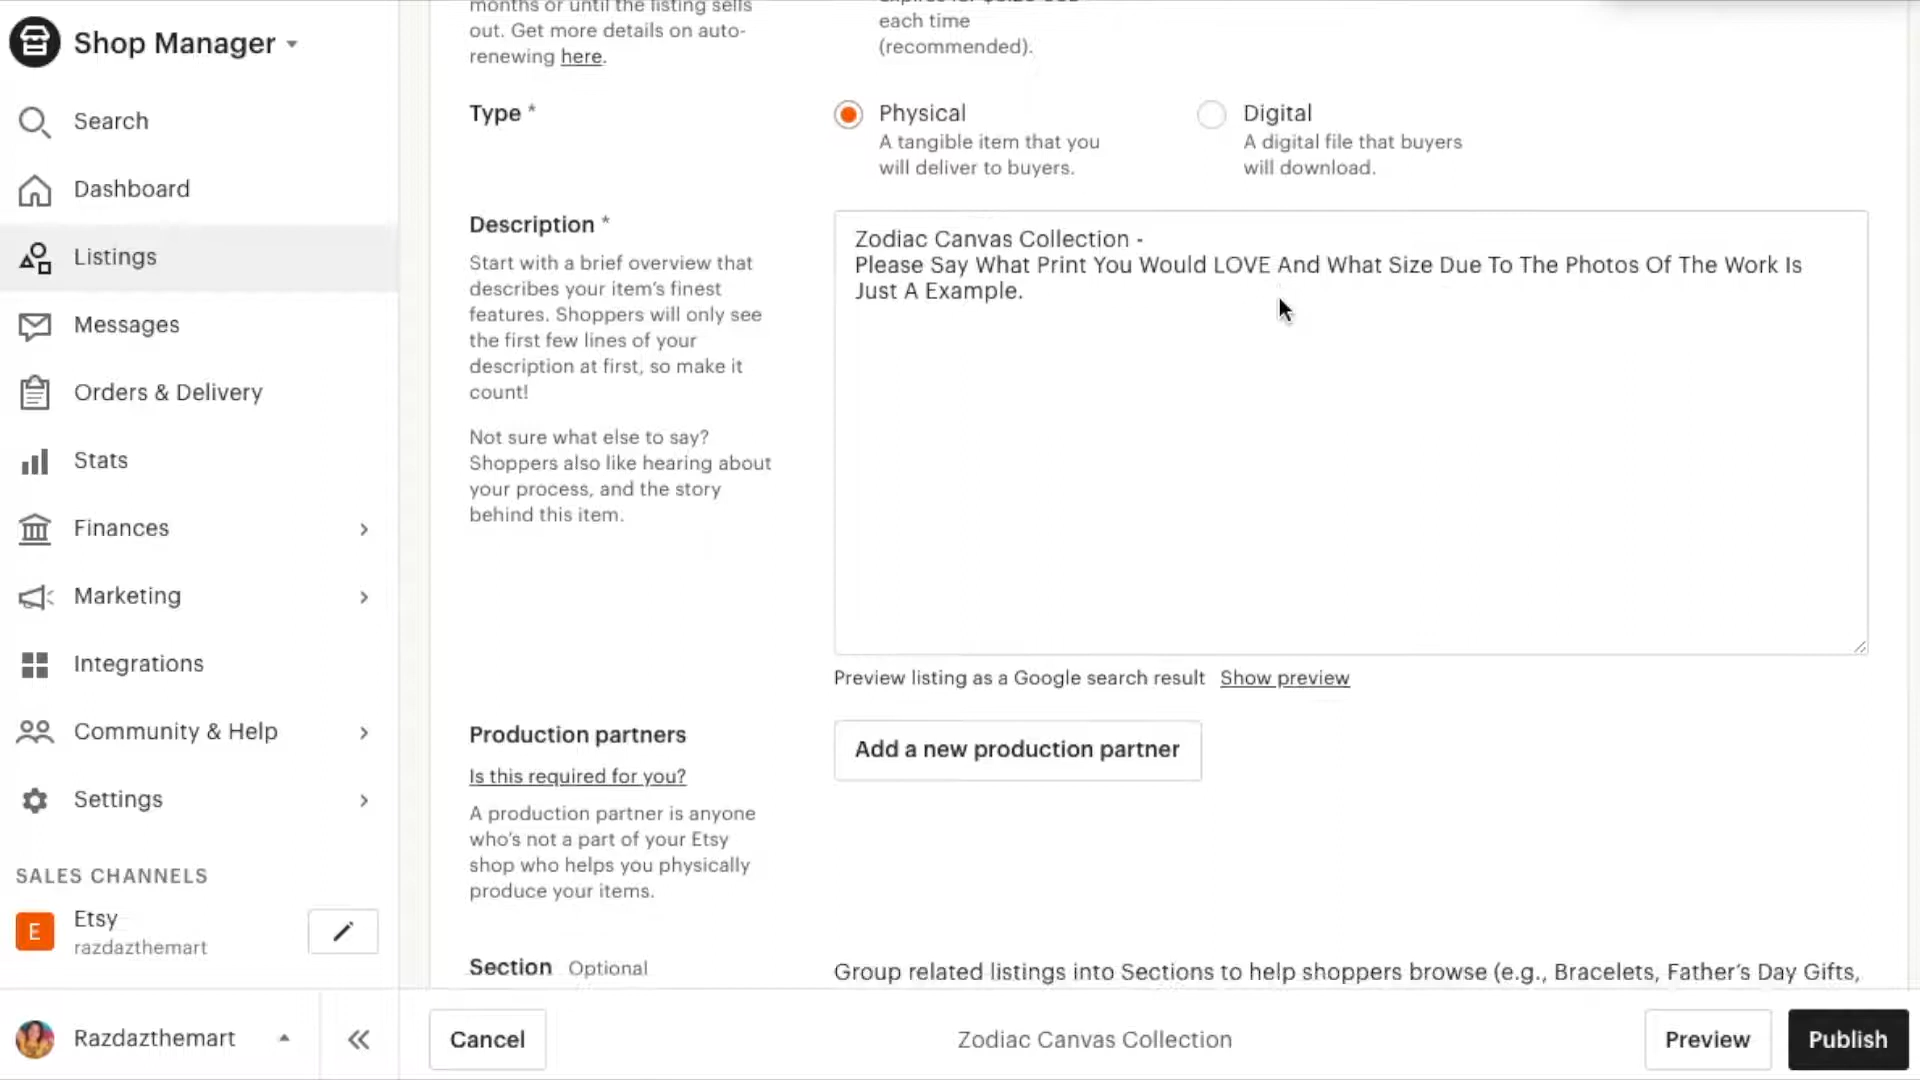 Shop Manager
Search
Dashboard
Listings
Messages
Orders & Delivery
Stats
Finances
Marketing
Integrations
Community & Help
Settings
SALES CHANNELS
E
Etsy
razdazthemart
Razdazthemart
months or until the listing sells
out. Get more details on auto-
renewing here.
each time
(recommended).
Type *
Physical
A tangible item that you
will deliver to buyers.
Digital
A digital file that buyers
will download.
Description *
Start with a brief overview that
describes your item's finest
features. Shoppers will only see
the first few lines of your
description at first, so make it
count!
Not sure what else to say?
Shoppers also like hearing about
your process, and the story
behind this item.
Zodiac Canvas Collection -
Please Say What Print You Would LOVE And What Size Due To The Photos Of The Work Is
Just A Example.
Preview listing as a Google search result Show preview
Production partners
Is this required for you?
A production partner is anyone
who's not a part of your Etsy
shop who helps you physically
produce your items.
Add a new production partner
Section Optional
Group related listings into Sections to help shoppers browse (e.g., Bracelets, Father's Day Gifts,
Cancel
Zodiac Canvas Collection
Preview
Publish